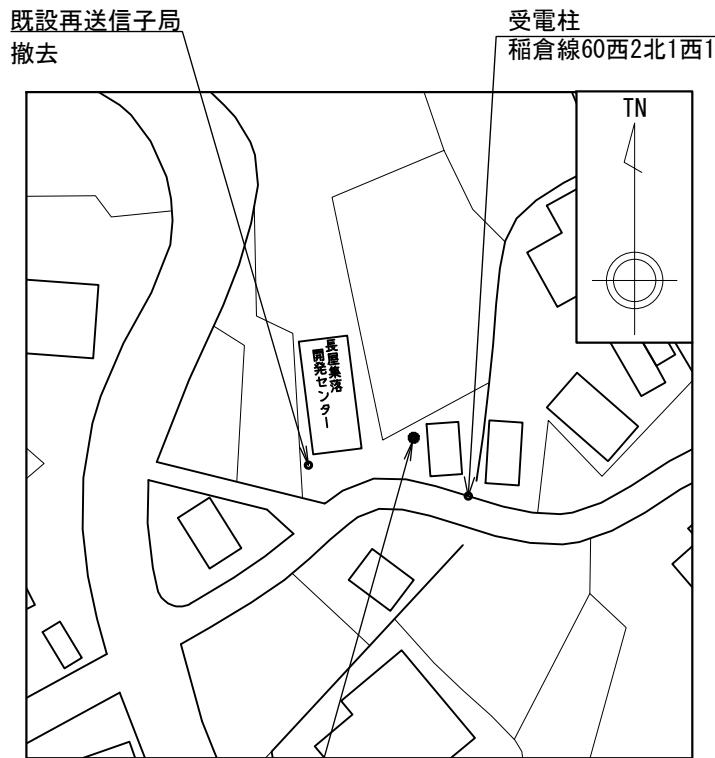 既設再送信子局
撤去
受電柱
稲倉線60西2北1西1
TN
長屋集落
開発センター